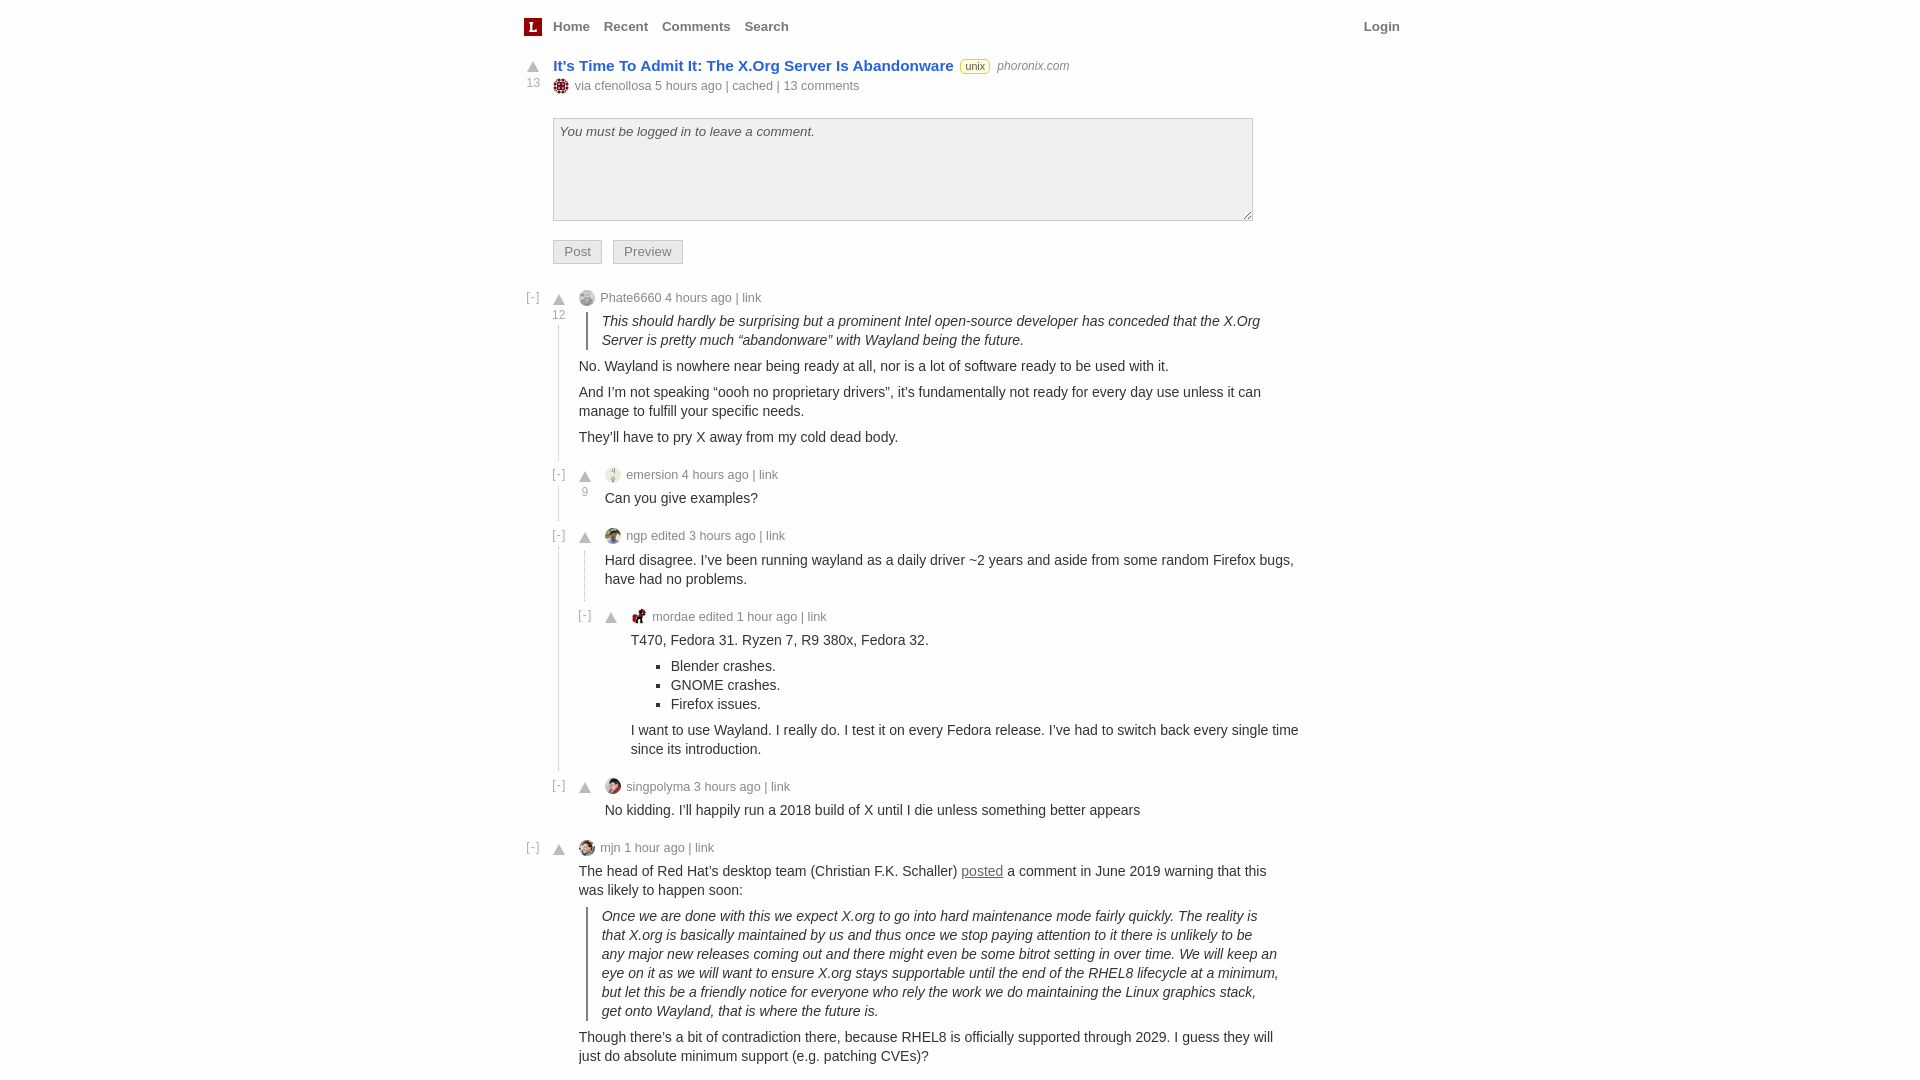 L Home Recent Comments Search Login
It's Time To Admit It: The X.Org Server Is Abandonware unix phoronix.com
13 via cfenollosa 5 hours ago | cached | 13 comments
You must be logged in to leave a comment.
Post Preview
[-] Phate6660 4 hours ago | link
12
This should hardly be surprising but a prominent Intel open-source developer has conceded that the X.Org
Server is pretty much “abandonware” with Wayland being the future.
No. Wayland is nowhere near being ready at all, nor is a lot of software ready to be used with it.
And I’m not speaking “oooh no proprietary drivers”, it’s fundamentally not ready for every day use unless it can
manage to fulfill your specific needs.
They’ll have to pry X away from my cold dead body.
[-] emersion 4 hours ago | link
9
Can you give examples?
[-] ngp edited 3 hours ago | link
Hard disagree. I’ve been running wayland as a daily driver ~2 years and aside from some random Firefox bugs,
have had no problems.
[-] mordae edited 1 hour ago | link
T470, Fedora 31. Ryzen 7, R9 380x, Fedora 32.
▪ Blender crashes.
▪ GNOME crashes.
▪ Firefox issues.
I want to use Wayland. I really do. I test it on every Fedora release. I’ve had to switch back every single time
since its introduction.
[-] singpolyma 3 hours ago | link
No kidding. I’ll happily run a 2018 build of X until I die unless something better appears
[-] mjn 1 hour ago | link
The head of Red Hat’s desktop team (Christian F.K. Schaller) posted a comment in June 2019 warning that this
was likely to happen soon:
Once we are done with this we expect X.org to go into hard maintenance mode fairly quickly. The reality is
that X.org is basically maintained by us and thus once we stop paying attention to it there is unlikely to be
any major new releases coming out and there might even be some bitrot setting in over time. We will keep an
eye on it as we will want to ensure X.org stays supportable until the end of the RHEL8 lifecycle at a minimum,
but let this be a friendly notice for everyone who rely the work we do maintaining the Linux graphics stack,
get onto Wayland, that is where the future is.
Though there’s a bit of contradiction there, because RHEL8 is officially supported through 2029. I guess they will
just do absolute minimum support (e.g. patching CVEs)?